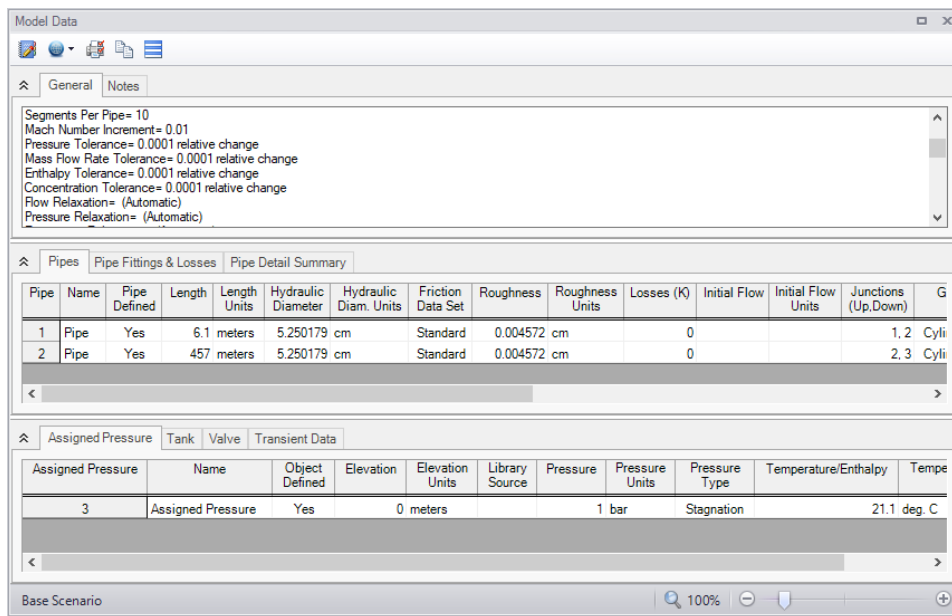 Model Data
General Notes
Segments Per Pipe= 10
Mach Number Increment= 0.01
Pressure Tolerance= 0.0001 relative change
Mass Flow Rate Tolerance= 0.0001 relative change
Enthalpy Tolerance= 0.0001 relative change
Concentration Tolerance= 0.0001 relative change
Flow Relaxation= (Automatic)
Pressure Relaxation= (Automatic)
Pipes Pipe Fittings & Losses Pipe Detail Summary
Pipe Name Pipe Defined Length Length Units Hydraulic Diameter Hydraulic Diam. Units Friction Data Set Roughness Roughness Units Losses (K) Initial Flow Initial Flow Units Junctions (Up,Down) G
1 Pipe Yes 6.1 meters 5.250179 cm Standard 0.004572 cm 0 1, 2 Cyli
2 Pipe Yes 457 meters 5.250179 cm Standard 0.004572 cm 0 2, 3 Cyli
Assigned Pressure Tank Valve Transient Data
Assigned Pressure Name Object Defined Elevation Elevation Units Library Source Pressure Pressure Units Pressure Type Temperature/Enthalpy Tempe
3 Assigned Pressure Yes 0 meters 1 bar Stagnation 21.1 deg. C
Base Scenario 100%